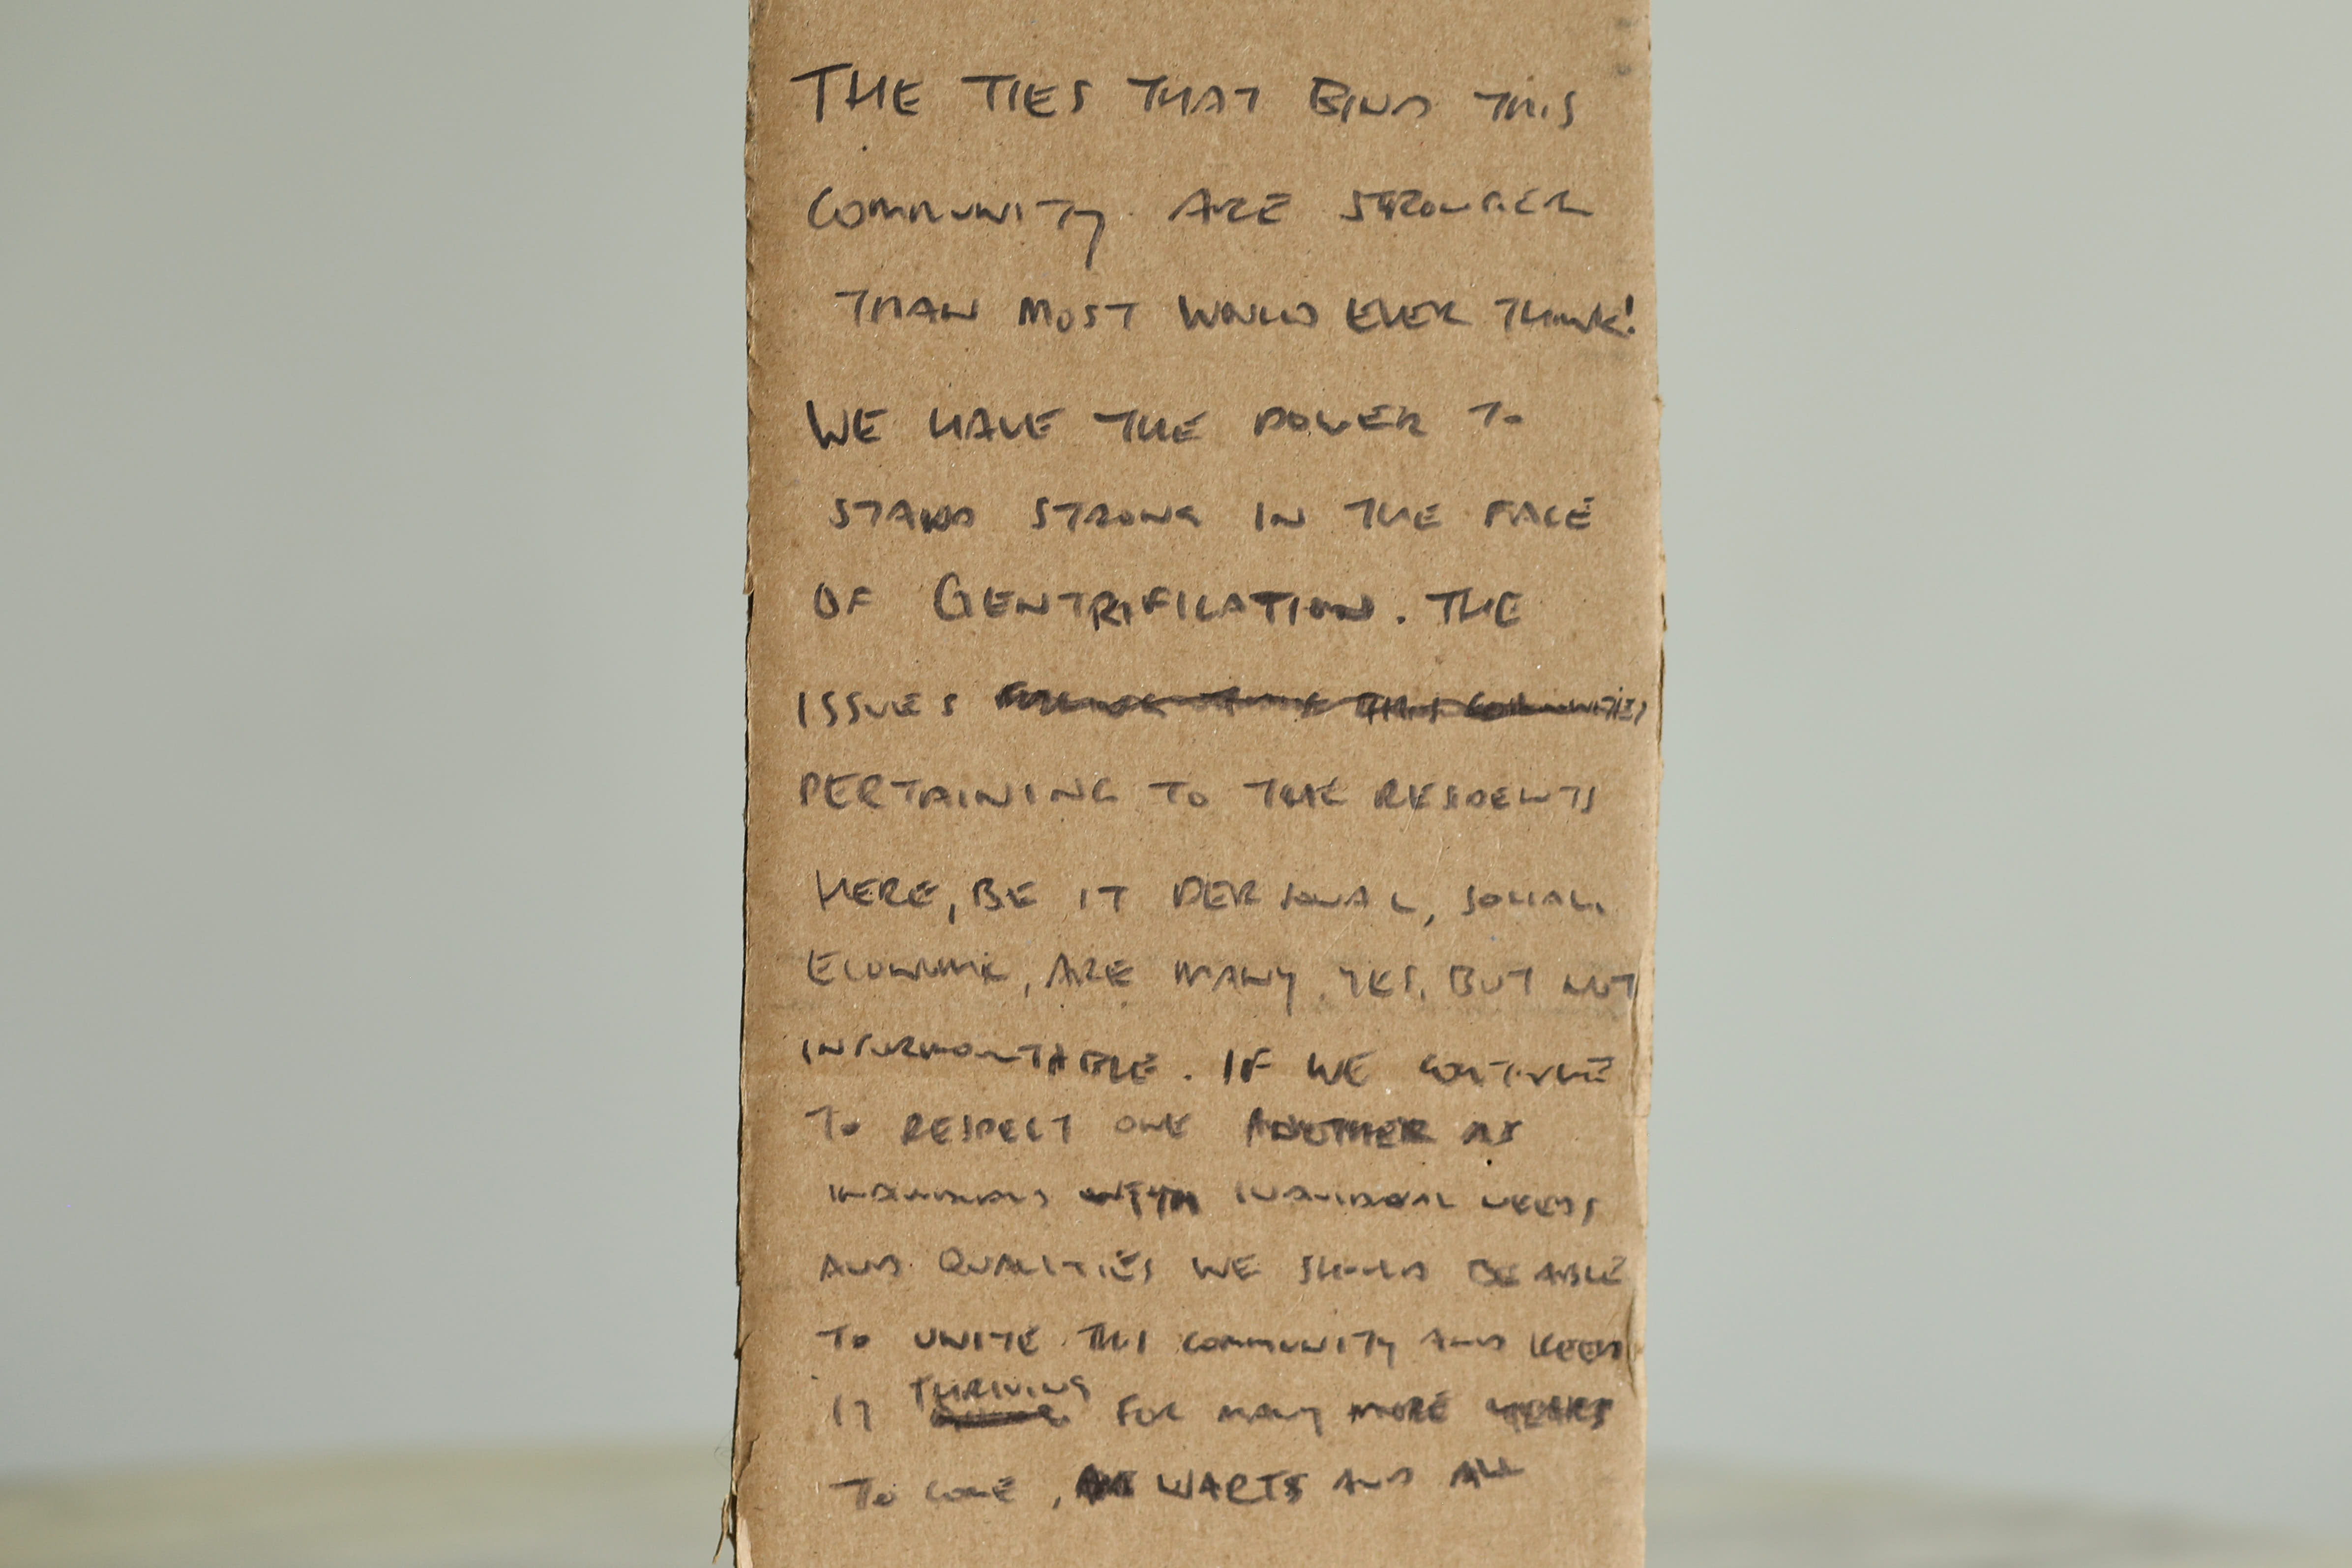 THE TIES THAT BIND THIS
COMMUNITY ARE STRONGER
THAN MOST WOULD EVER THINK!
WE HAVE THE POWER TO
STAND STRONG IN THE FACE
OF GENTRIFICATION. THE
ISSUES
PERTAINING TO THE RESIDENTS
HERE, BE IT PERSONAL, SOCIAL,
ECONOMIC, ARE MANY YES, BUT NOT
INSURMOUNTABLE. IF WE CONTINUE
TO RESPECT ONE ANOTHER AS
INDIVIDUALS WITH INDIVIDUAL NEEDS
AND QUALITIES WE SHOULD BE ABLE
TO UNITE THIS COMMUNITY AND KEEP
IT THRIVING FOR MANY MORE YEARS
TO COME, WARTS AND ALL